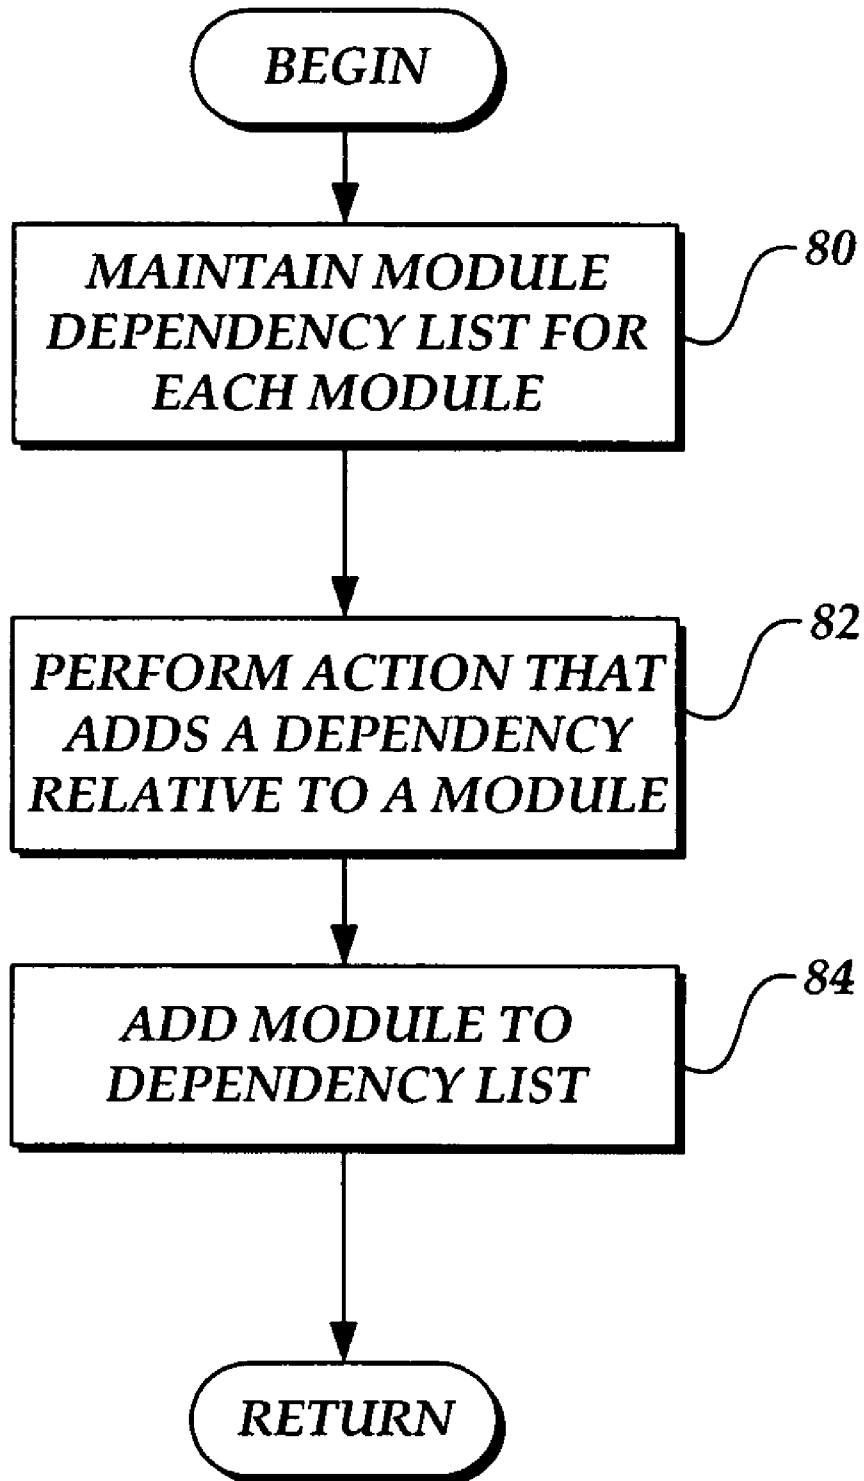 BEGIN
MAINTAIN MODULE
DEPENDENCY LIST FOR
EACH MODULE
80
PERFORM ACTION THAT
ADDS A DEPENDENCY
RELATIVE TO A MODULE
82
ADD MODULE TO
DEPENDENCY LIST
84
RETURN